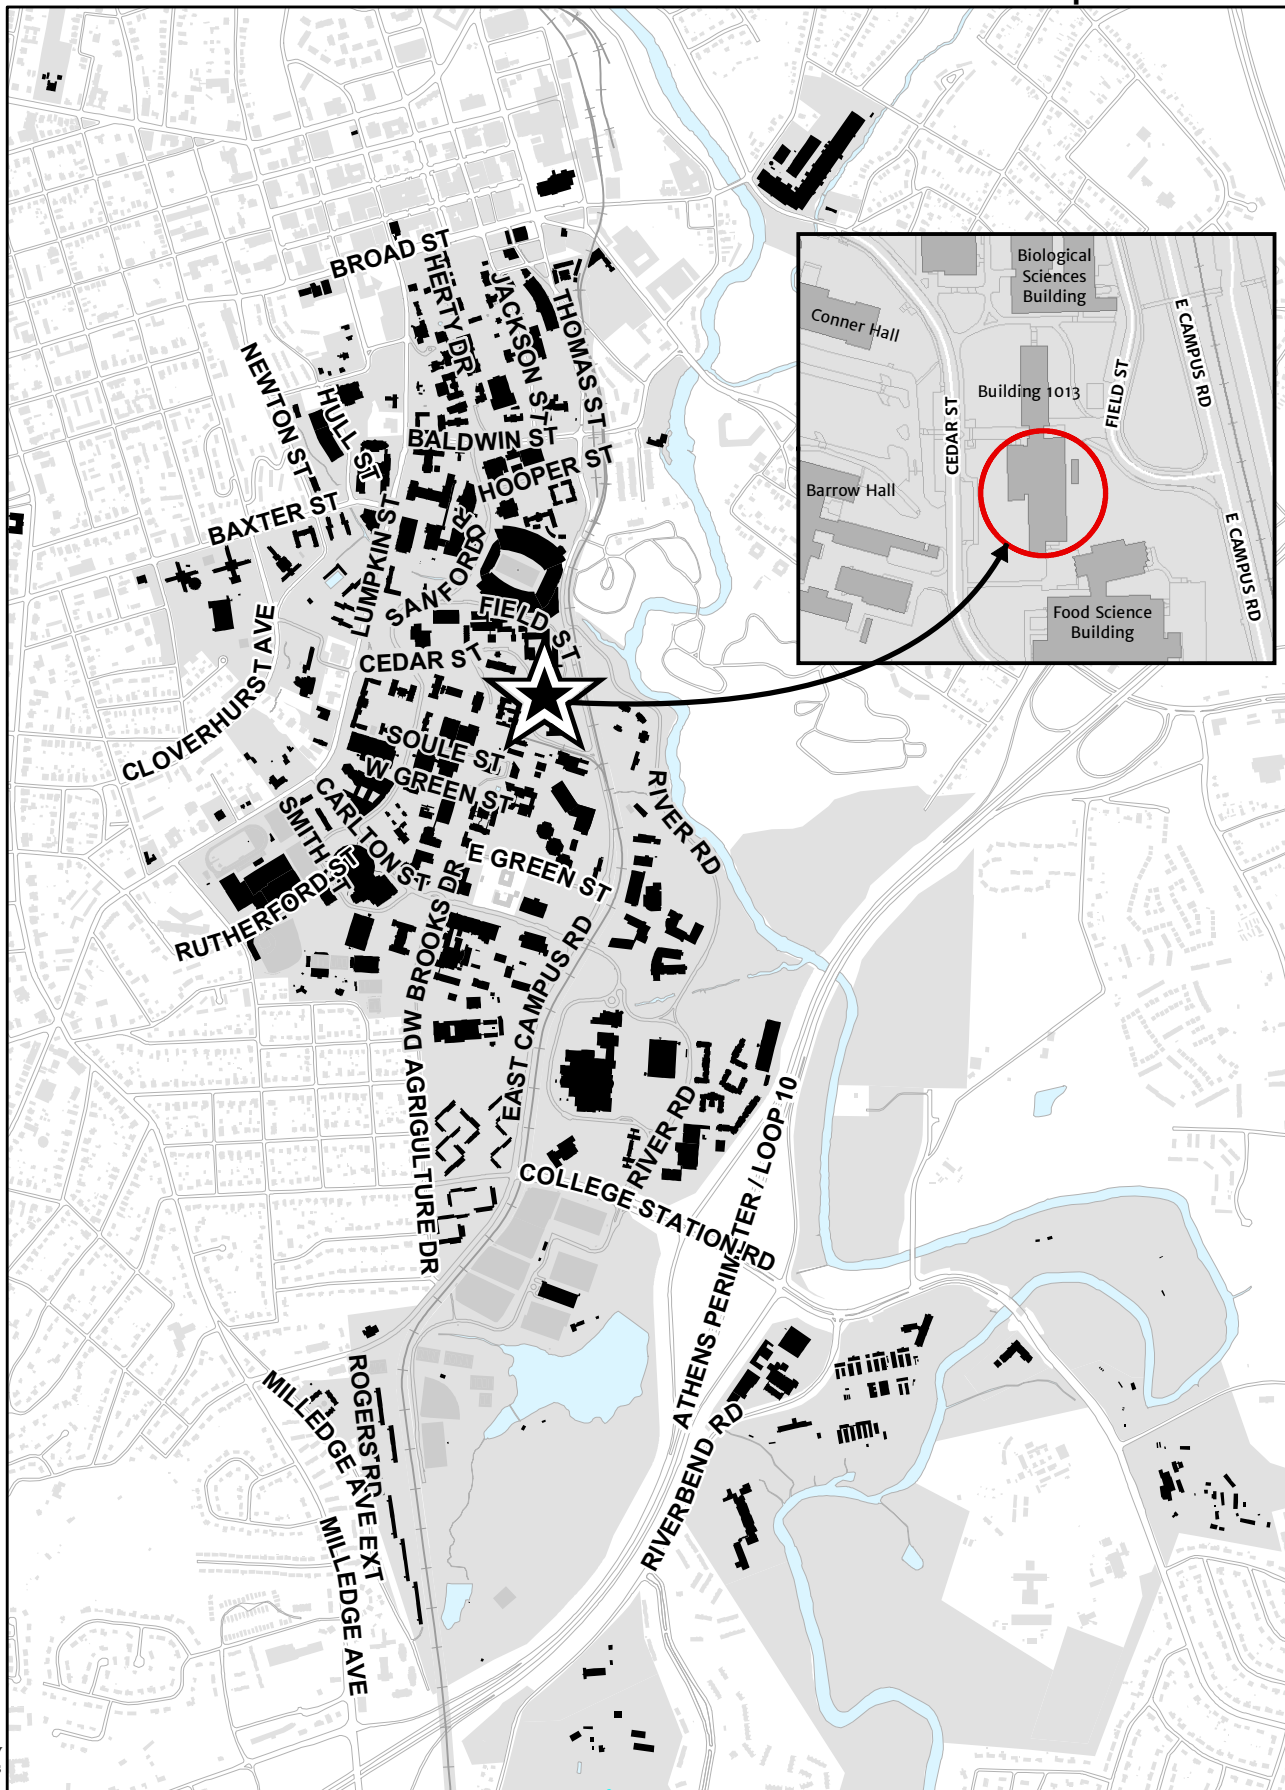 BROAD ST
HERTY DR
JACKSON ST
THOMAS ST
NEWTON ST
HULL ST
BALDWIN ST
HOOPER ST
BAXTER ST
LUMPKIN ST
SANFORD DR
FIELD ST
CEDAR ST
CLOVERHURST AVE
SOULE ST
W GREEN ST
CARLTON ST
SMITH ST
RUTHERFORD ST
E GREEN ST
RIVER RD
DW BROOKS DR
EAST CAMPUS RD
AGRIGULTURE DR
RIVER RD
COLLEGE STATION RD
ATHENS PERIMETER / LOOP 10
RIVERBEND RD
ROGERS RD
MILLEDGE AVE EXT
MILLEDGE AVE
Biological
Sciences
Building
Conner Hall
E CAMPUS RD
FIELD ST
Building 1013
CEDAR ST
Barrow Hall
E CAMPUS RD
Food Science
Building